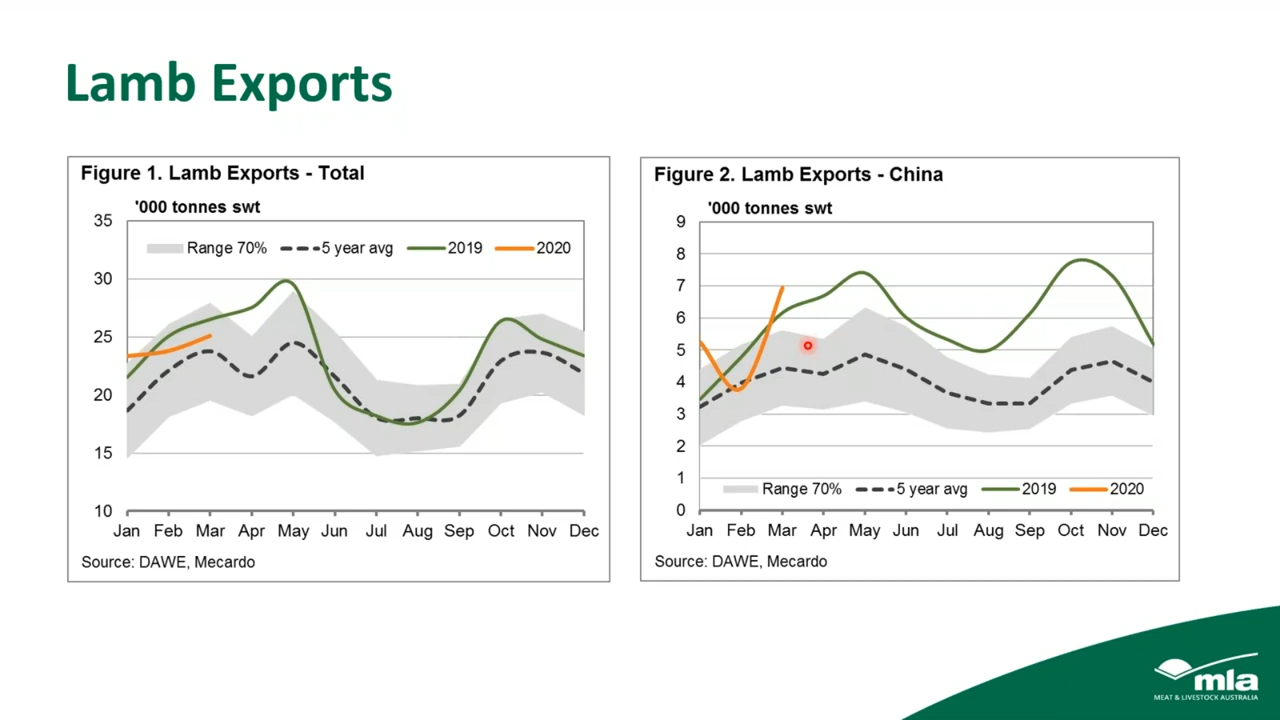 Lamb Exports
Figure 1. Lamb Exports - Total
'000 tonnes swt
35
30
25
20
15
10
Range 70% 5 year avg 2019 2020
Jan Feb Mar Apr May Jun Jul Aug Sep Oct Nov Dec
Source: DAWE, Mecardo
Figure 2. Lamb Exports - China
'000 tonnes swt
9
8
7
6
5
4
3
2
1
0
Range 70% 5 year avg 2019 2020
Jan Feb Mar Apr May Jun Jul Aug Sep Oct Nov Dec
Source: DAWE, Mecardo
mla
MEAT & LIVESTOCK AUSTRALIA